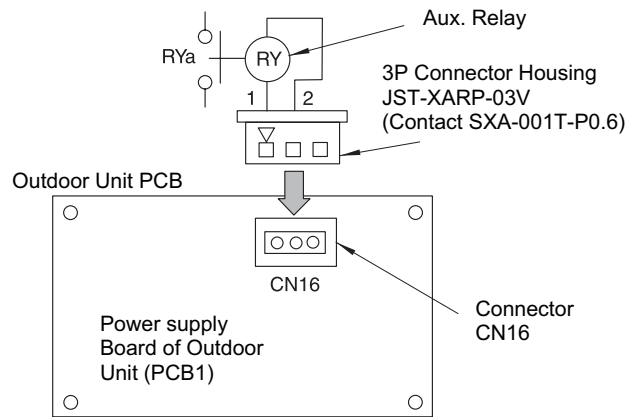 Aux. Relay
RYa
RY
3P Connector Housing
JST-XARP-03V
(Contact SXA-001T-P0.6)
1 2
Outdoor Unit PCB
CN16
Connector
CN16
Power supply
Board of Outdoor
Unit (PCB1)